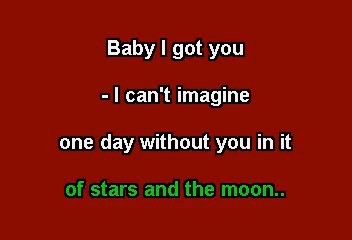 Baby I got you
- I can't imagine
one day without you in it
of stars and the moon..